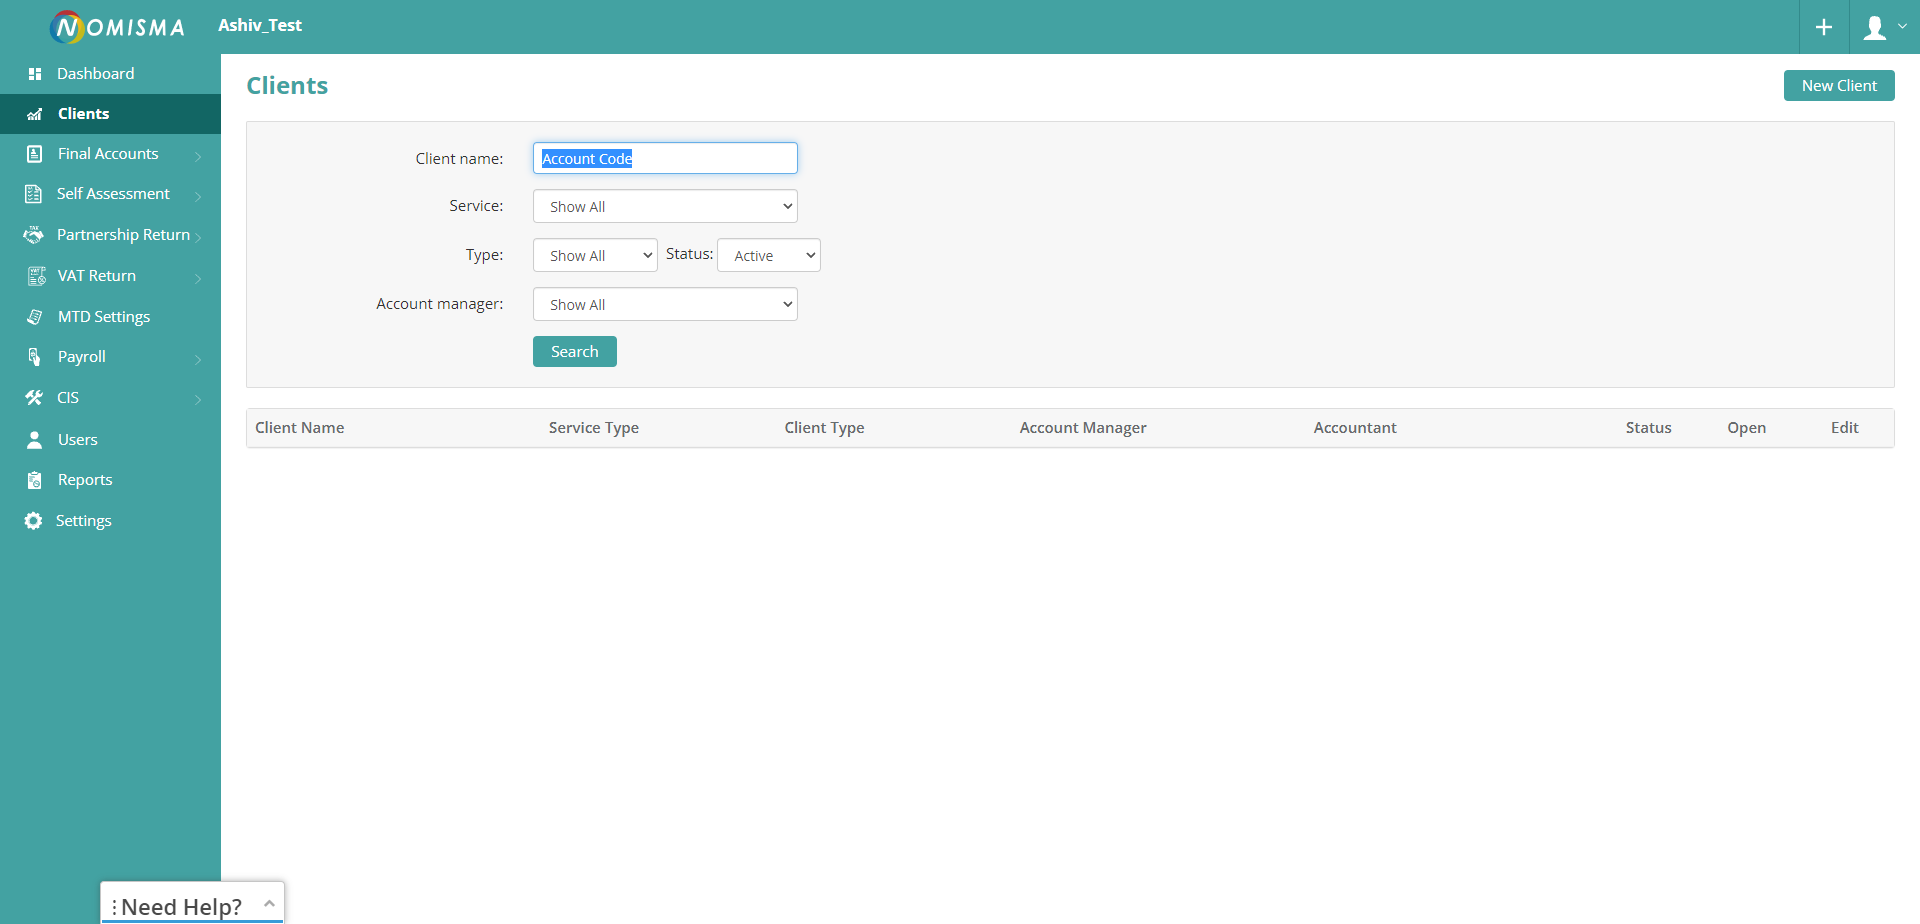 NOMISMA
Ashiv_Test
Dashboard
Clients
Final Accounts
Self Assessment
TAX
Partnership Return
VAT
VAT Return
MTD Settings
Payroll
CIS
Users
Reports
Settings
Clients
New Client
Client name: Account Code
Service: Show All
Type: Show All Status: Active
Account manager: Show All
Search
Client Name Service Type Client Type Account Manager Accountant Status Open Edit
Need Help?